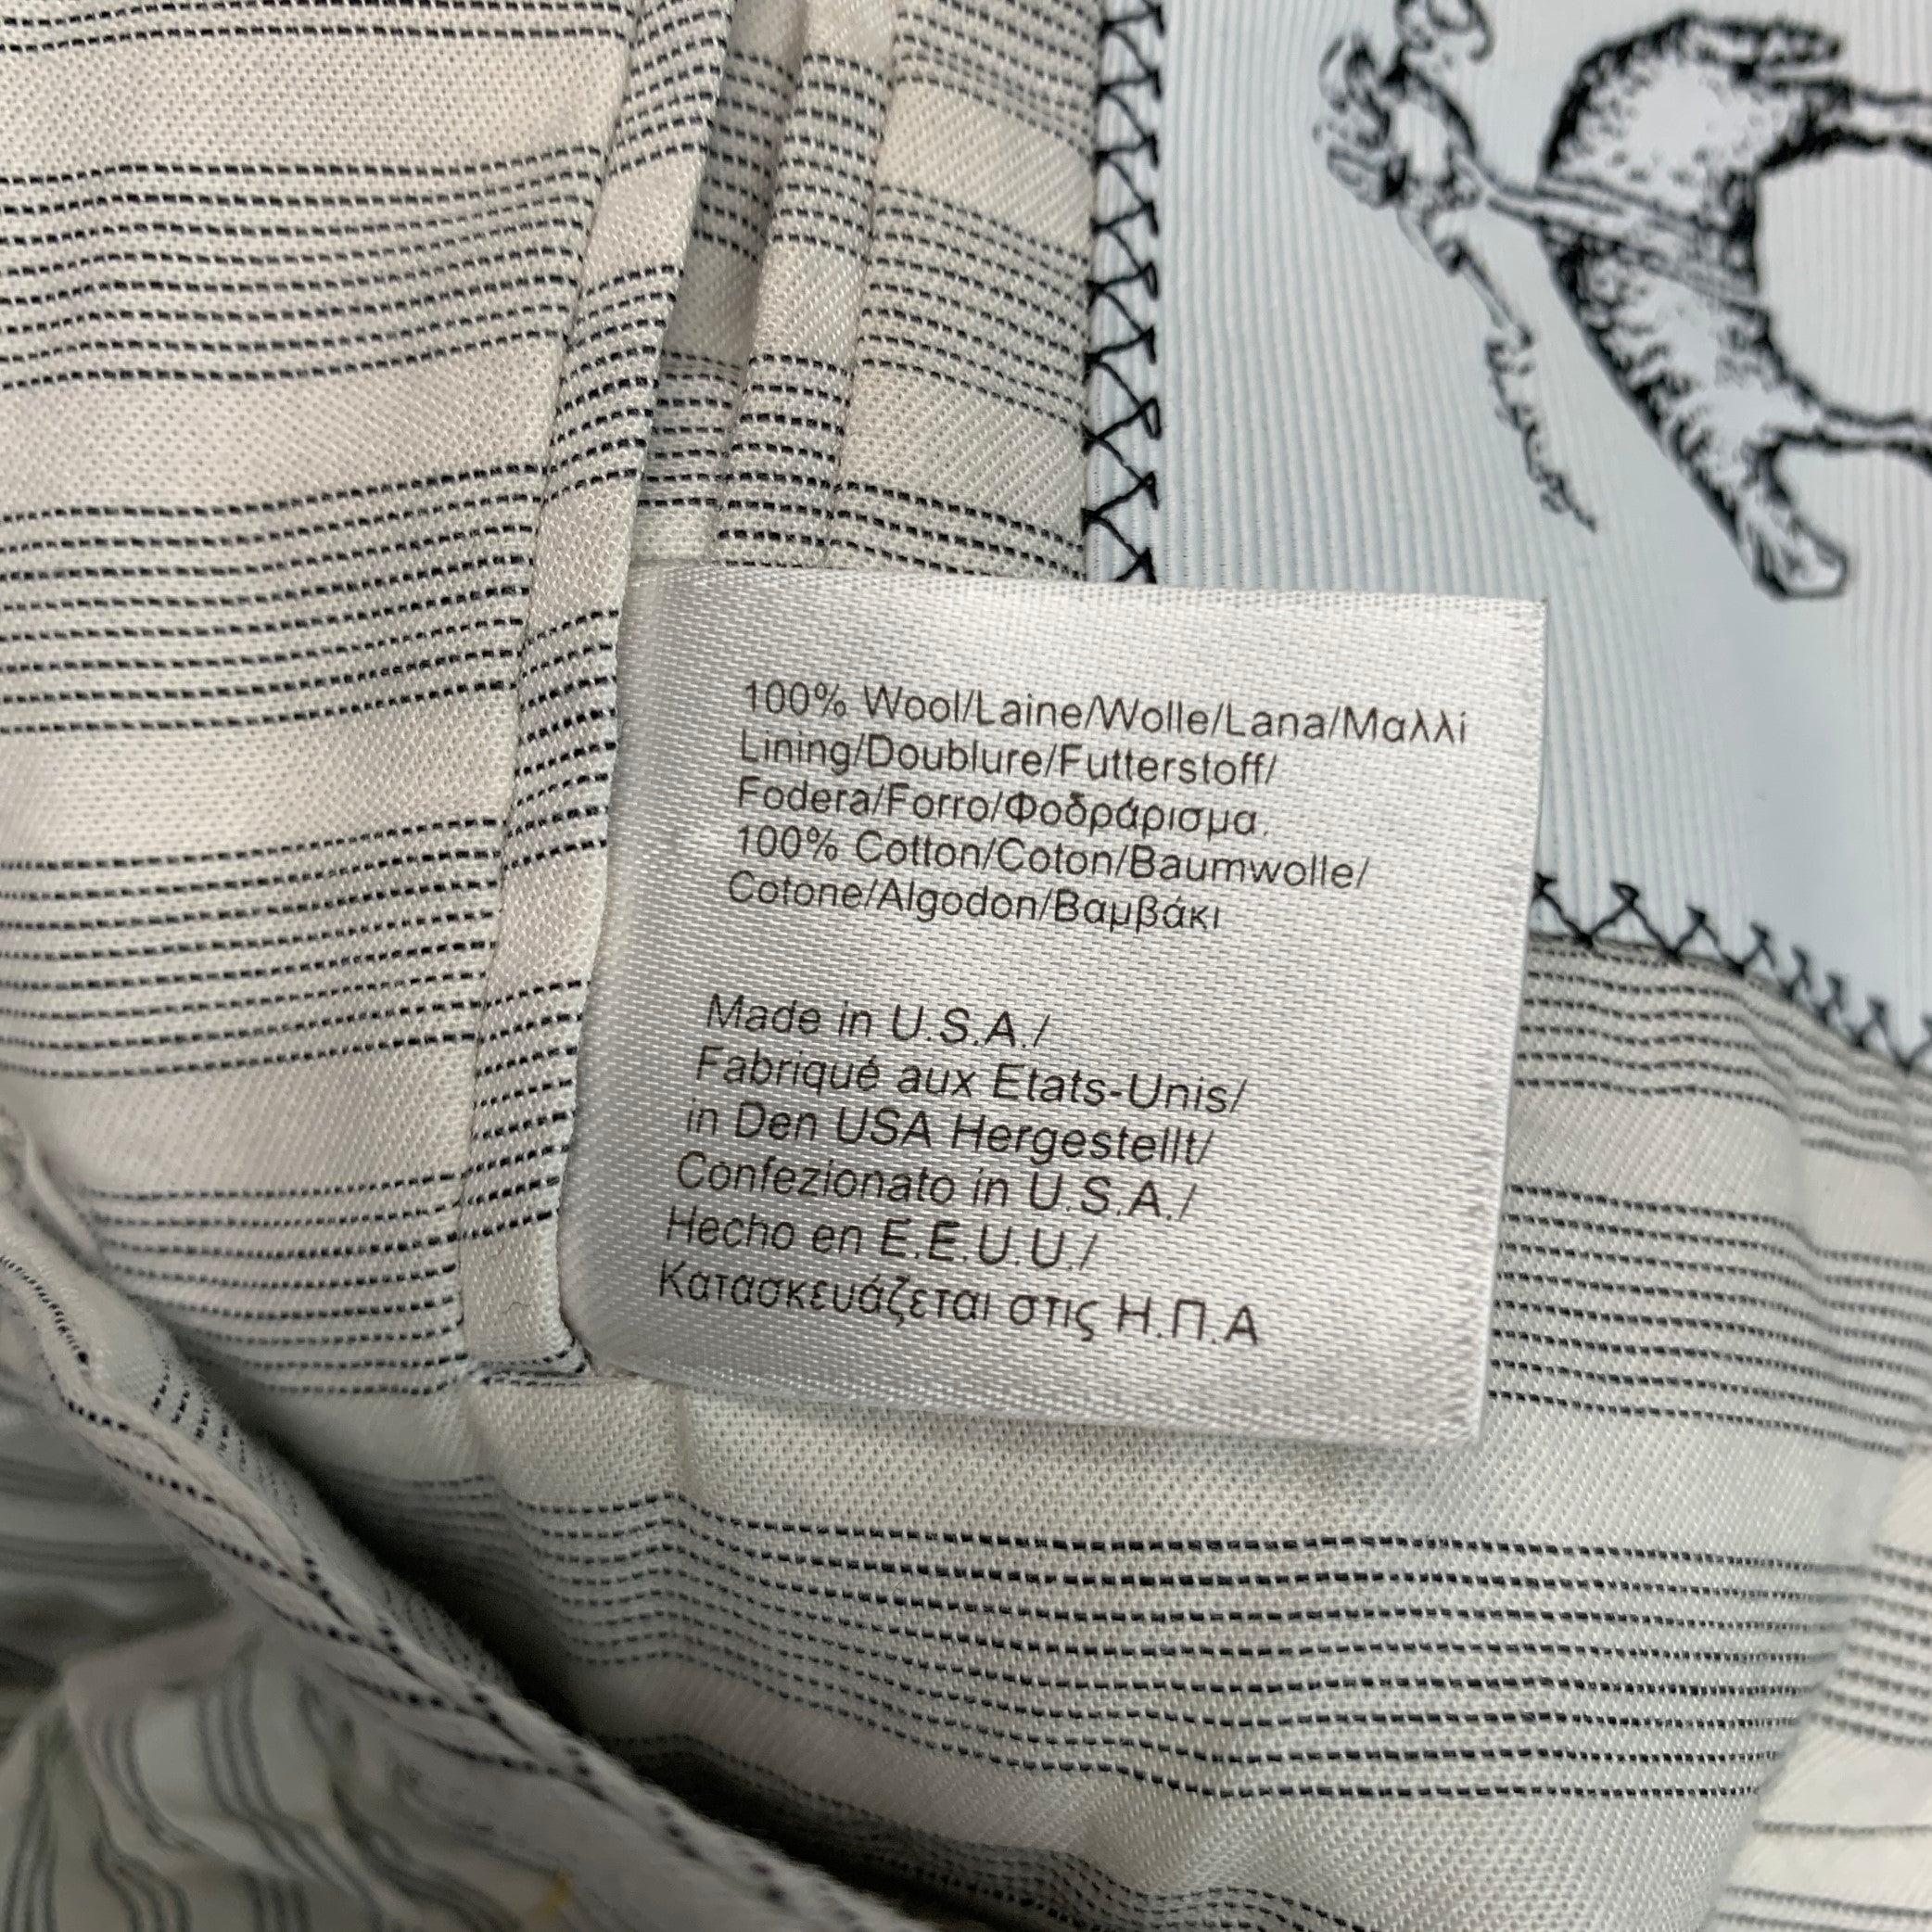 100% Wool/Laine/Wolle/Lana/Μαλλί
Lining/Doublure/Futterstoff/
Fodera/Forro/Φοδράρισμα.
100% Cotton/Coton/Baumwolle/
Cotone/Algodon/Βαμβάκι
Made in U.S.A./
Fabriqué aux Etats-Unis/
in Den USA Hergestellt/
Confezionato in U.S.A./
Hecho en E.E.U.U./
Κατασκευάζεται στις Η.Π.Α